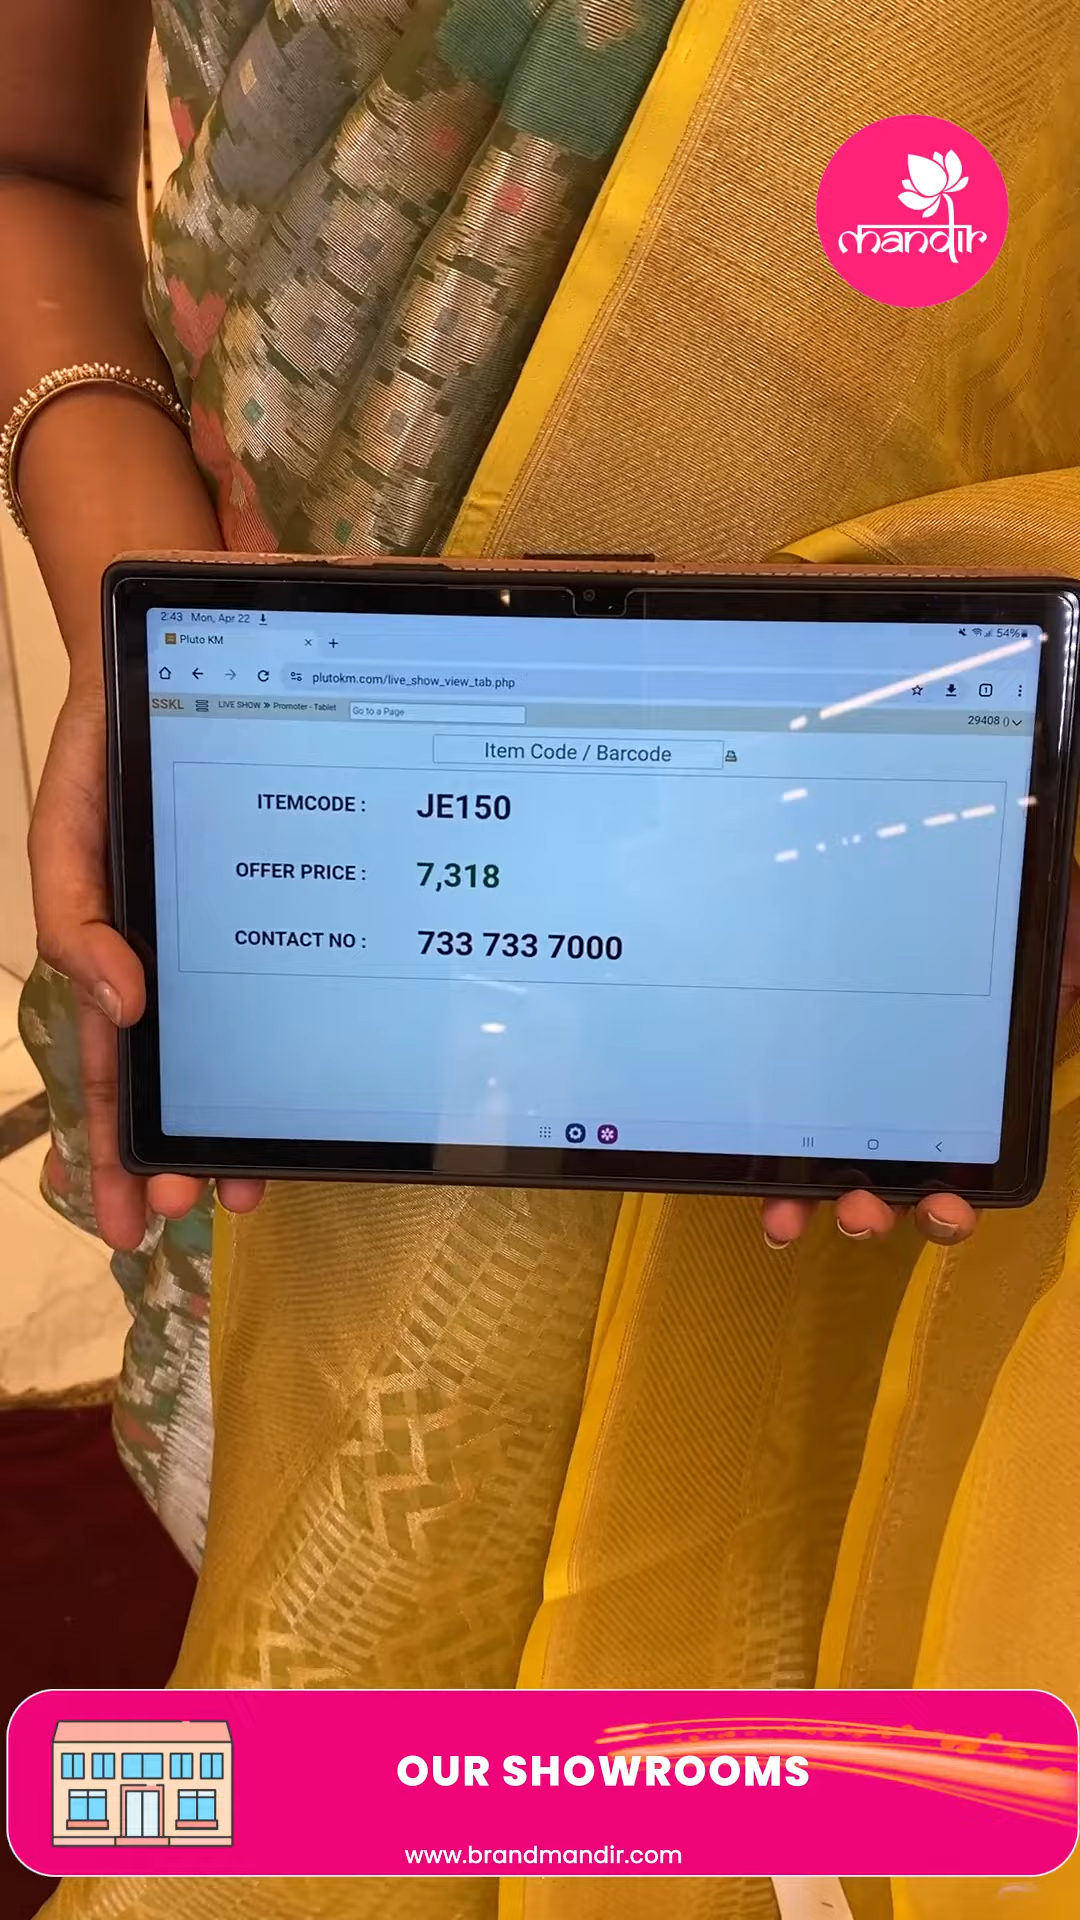 mandir
2:43 Mon, Apr 22
54%
Pluto KM
plutokm.com/live_show_view_tab.php
SSKL
LIVE SHOW » Promoter - Tablet
Go to a Page
29408 ()
Item Code / Barcode
ITEMCODE : JE150
OFFER PRICE : 7,318
CONTACT NO : 733 733 7000
OUR SHOWROOMS
www.brandmandir.com